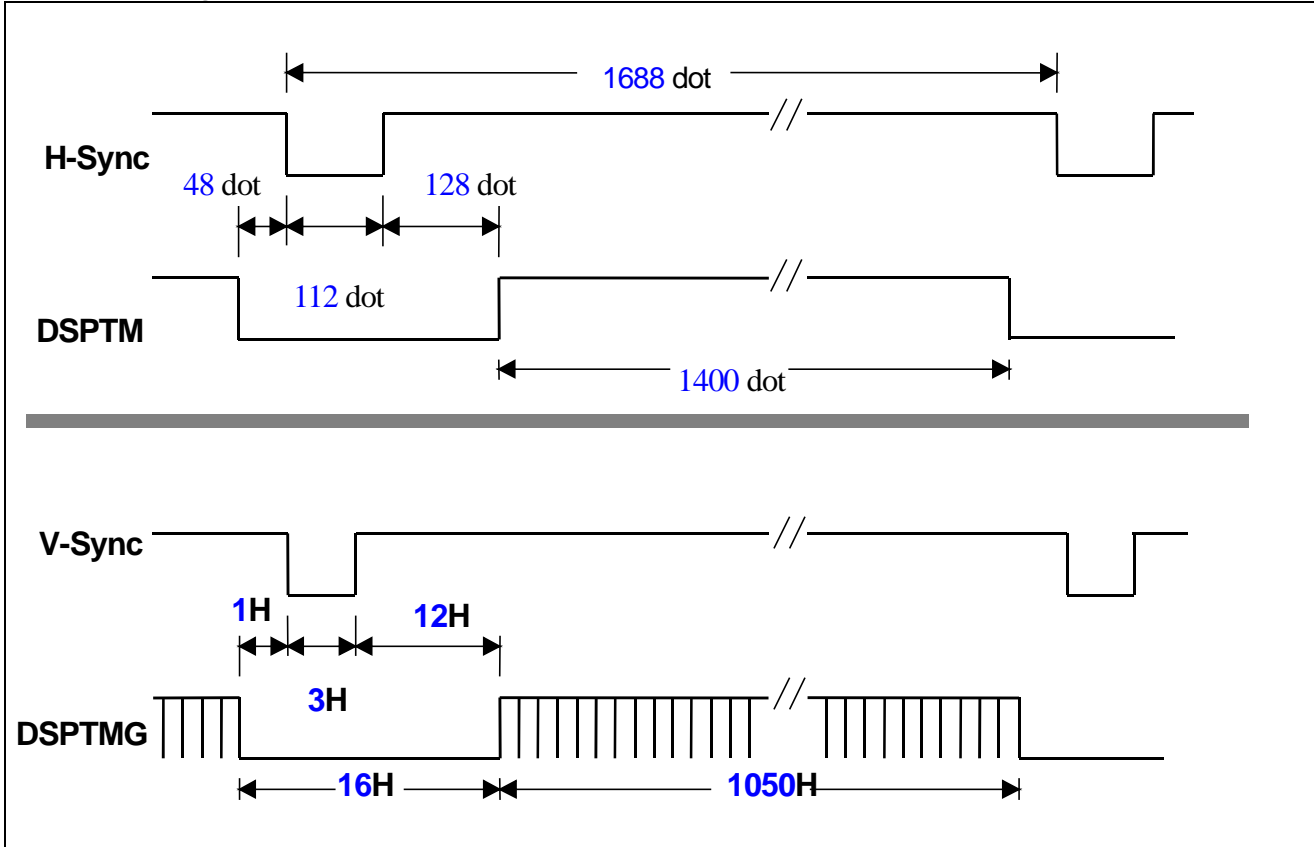 1688 dot
H-Sync
48 dot
128 dot
112 dot
DSPTM
1400 dot
V-Sync
1H
12H
3H
DSPTMG
16H
1050H